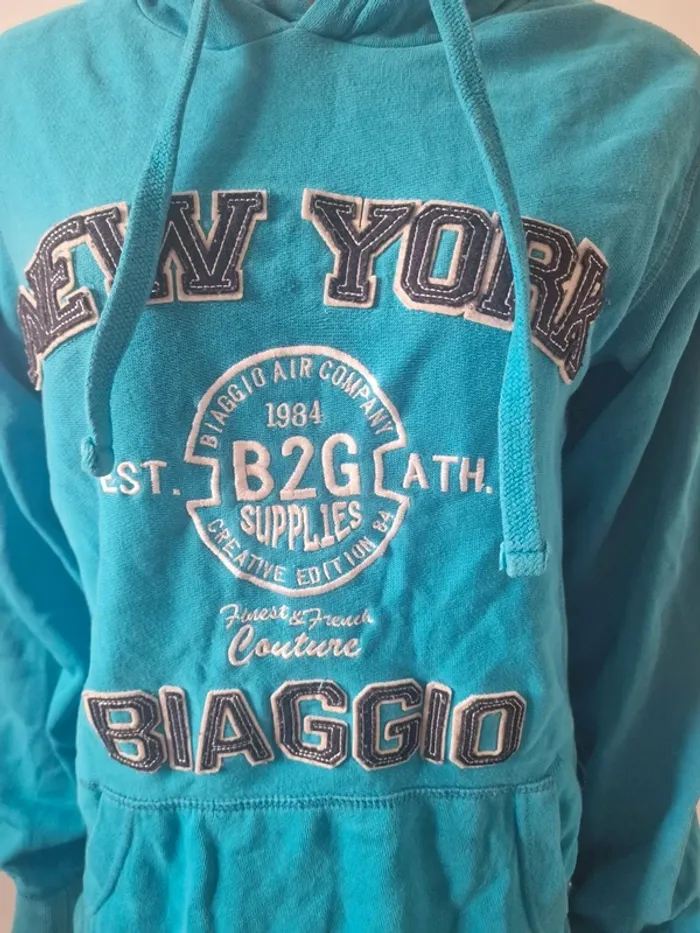 NEW YORK
BIAGGIO AIR COMPANY
1984
EST. B2G ATH.
SUPPLIES
CREATIVE EDITION 84
Finest & French
Couture
BIAGGIO